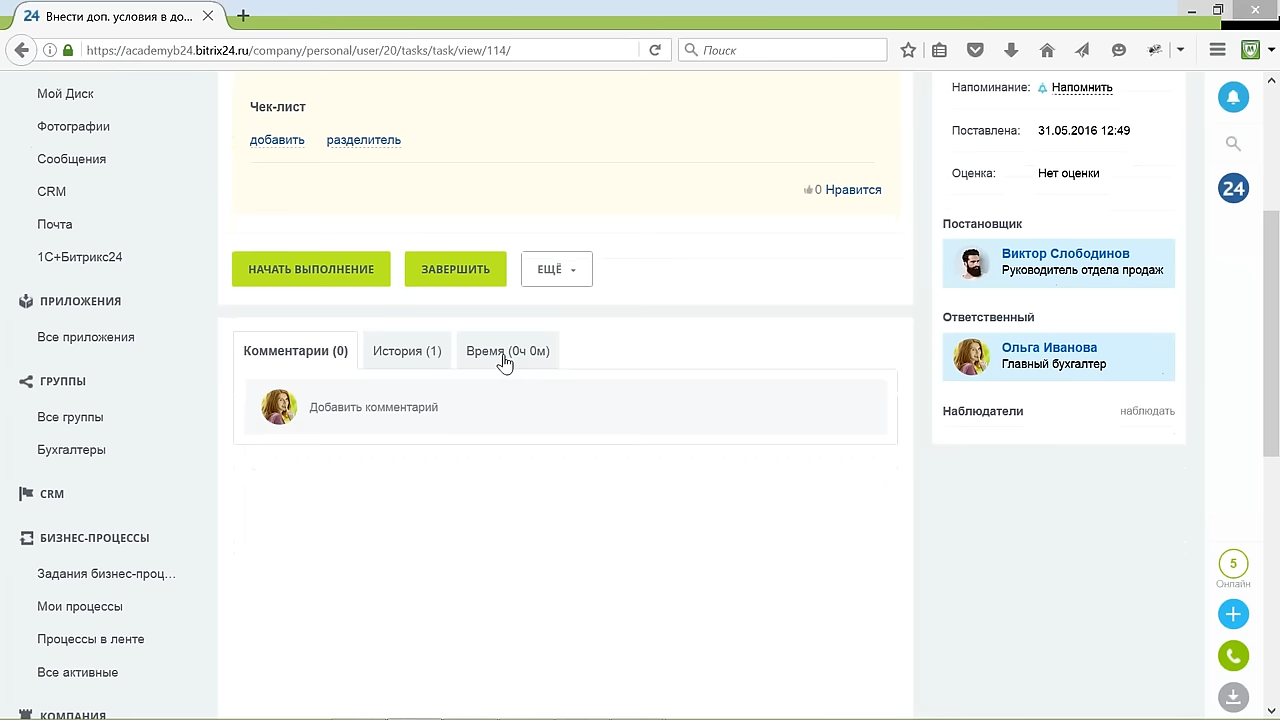 24 Внести доп. условия в до...
https://academyb24.bitrix24.ru/company/personal/user/20/tasks/task/view/114/
Поиск
Мой Диск
Фотографии
Сообщения
CRM
Почта
1С+Битрикс24
ПРИЛОЖЕНИЯ
Все приложения
ГРУППЫ
Все группы
Бухгалтеры
CRM
БИЗНЕС-ПРОЦЕССЫ
Задания бизнес-проц...
Мои процессы
Процессы в ленте
Все активные
КОМПАНИЯ
Чек-лист
добавить разделитель
0 Нравится
НАЧАТЬ ВЫПОЛНЕНИЕ ЗАВЕРШИТЬ ЕЩЁ
Комментарии (0) История (1) Время (0ч 0м)
Добавить комментарий
Напоминание: Напомнить
Поставлена: 31.05.2016 12:49
Оценка: Нет оценки
Постановщик
Виктор Слободинов
Руководитель отдела продаж
Ответственный
Ольга Иванова
Главный бухгалтер
Наблюдатели наблюдать
24
5
Онлайн